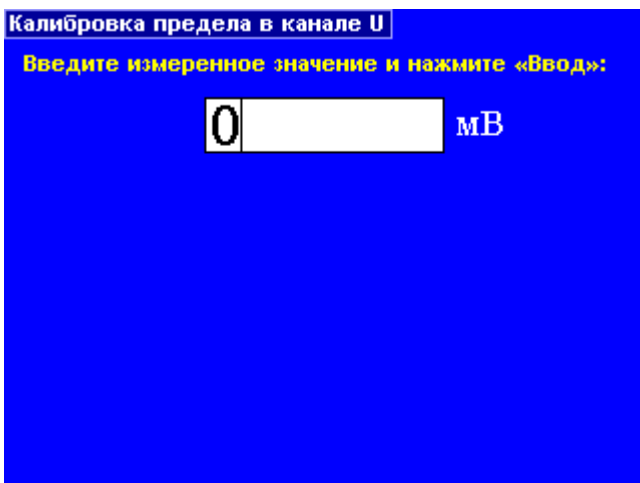 Калибровка предела в канале U
Введите измеренное значение и нажмите «Ввод»:
0 мВ